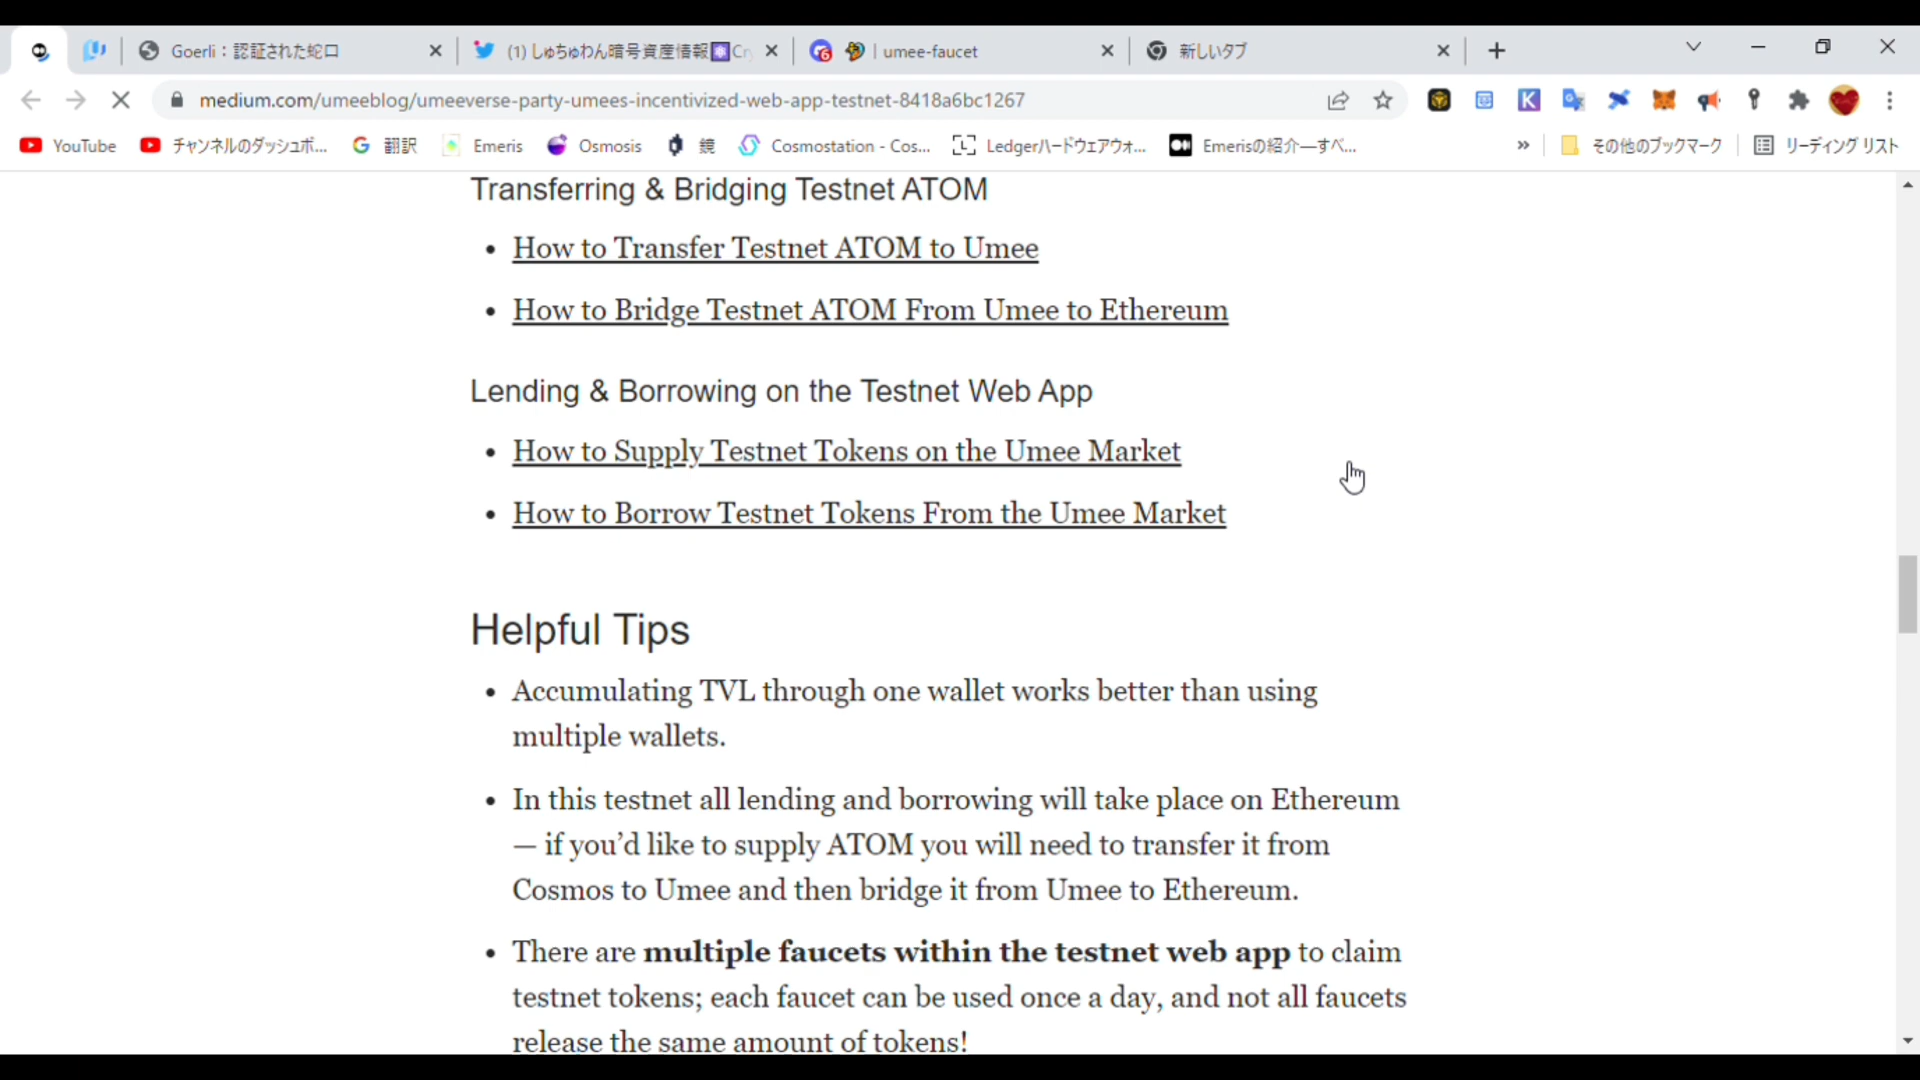 Goerli：認証された蛇口
(1) しゅちゅわん暗号資産情報⚛Cry
| umee-faucet
新しいタブ
medium.com/umeeblog/umeeverse-party-umees-incentivized-web-app-testnet-8418a6bc1267
YouTube
チャンネルのダッシュボ...
翻訳
Emeris
Osmosis
鏡
Cosmostation - Cos...
Ledgerハードウェアウォ...
Emerisの紹介—すべ...
»
その他のブックマーク
リーディング リスト
Transferring & Bridging Testnet ATOM
• How to Transfer Testnet ATOM to Umee
• How to Bridge Testnet ATOM From Umee to Ethereum
Lending & Borrowing on the Testnet Web App
• How to Supply Testnet Tokens on the Umee Market
• How to Borrow Testnet Tokens From the Umee Market
Helpful Tips
• Accumulating TVL through one wallet works better than using
multiple wallets.
• In this testnet all lending and borrowing will take place on Ethereum
— if you’d like to supply ATOM you will need to transfer it from
Cosmos to Umee and then bridge it from Umee to Ethereum.
• There are multiple faucets within the testnet web app to claim
testnet tokens; each faucet can be used once a day, and not all faucets
release the same amount of tokens!